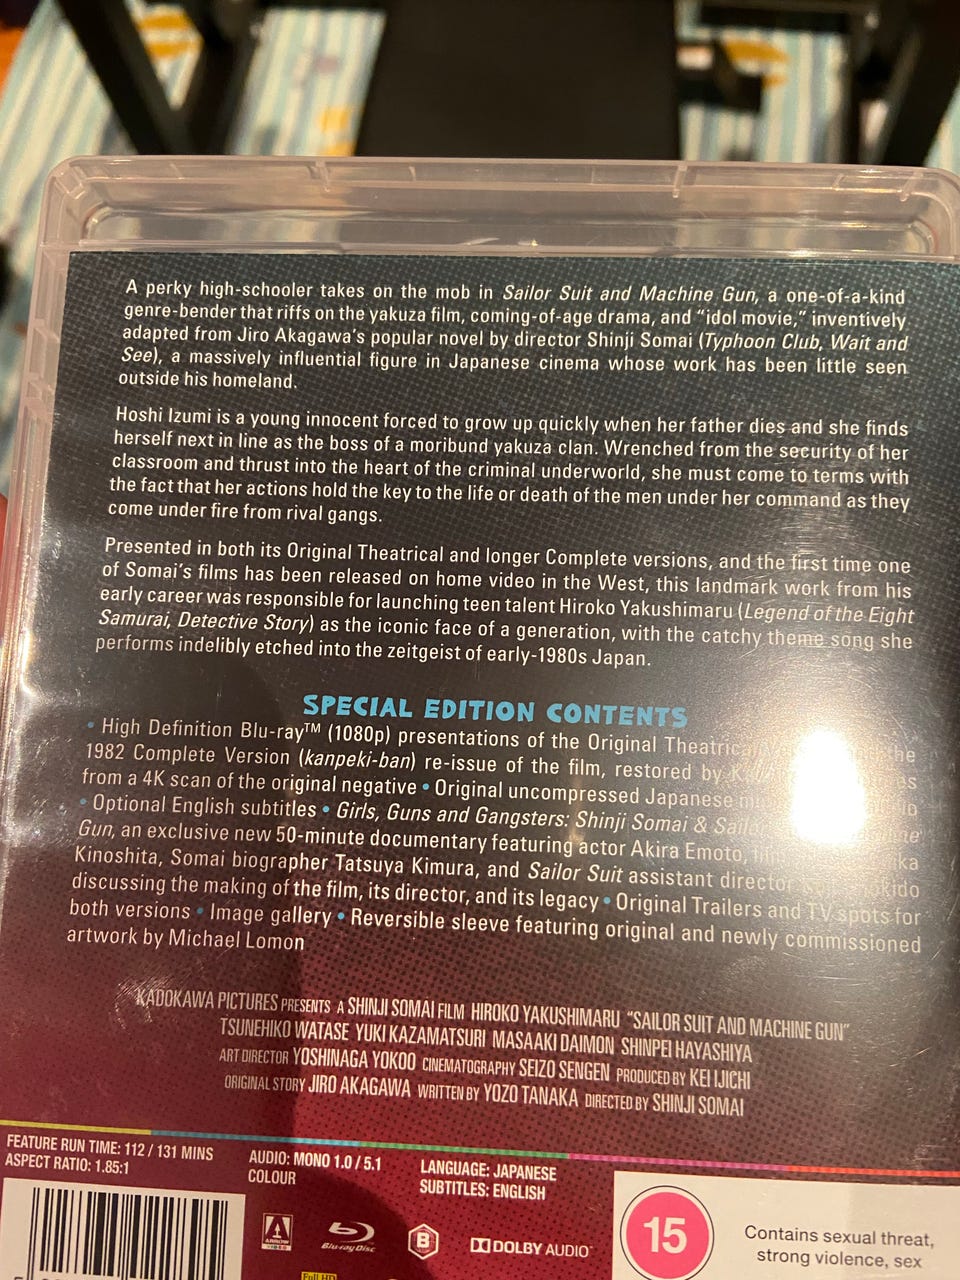 A perky high-schooler takes on the mob in Sailor Suit and Machine Gun, a one-of-a-kind
genre-bender that riffs on the yakuza film, coming-of-age drama, and "idol movie," inventively
adapted from Jiro Akagawa's popular novel by director Shinji Somai (Typhoon Club, Wait and
See), a massively influential figure in Japanese cinema whose work has been little seen
outside his homeland.
Hoshi Izumi is a young innocent forced to grow up quickly when her father dies and she finds
herself next in line as the boss of a moribund yakuza clan. Wrenched from the security of her
classroom and thrust into the heart of the criminal underworld, she must come to terms with
the fact that her actions hold the key to the life or death of the men under her command as they
come under fire from rival gangs.
Presented in both its Original Theatrical and longer Complete versions, and the first time one
of Somai's films has been released on home video in the West, this landmark work from his
early career was responsible for launching teen talent Hiroko Yakushimaru (Legend of the Eight
Samurai, Detective Story) as the iconic face of a generation, with the catchy theme song she
performs indelibly etched into the zeitgeist of early-1980s Japan.
SPECIAL EDITION CONTENTS
• High Definition Blu-ray™ (1080p) presentations of the Original Theatrical the
1982 Complete Version (kanpeki-ban) re-issue of the film, restored by
from a 4K scan of the original negative • Original uncompressed Japanese
• Optional English subtitles • Girls, Guns and Gangsters: Shinji Somai & Sailor
Gun, an exclusive new 50-minute documentary featuring actor Akira Emoto,
Kinoshita, Somai biographer Tatsuya Kimura, and Sailor Suit assistant director
discussing the making of the film, its director, and its legacy • Original Trailers and TV spots for
both versions • Image gallery • Reversible sleeve featuring original and newly commissioned
artwork by Michael Lomon
KADOKAWA PICTURES PRESENTS A SHINJI SOMAI FILM HIROKO YAKUSHIMARU "SAILOR SUIT AND MACHINE GUN"
TSUNEHIKO WATASE YUKI KAZAMATSURI MASAAKI DAIMON SHINPEI HAYASHIYA
ART DIRECTOR YOSHINAGA YOKOO CINEMATOGRAPHY SEIZO SENGEN PRODUCED BY KEI IJICHI
ORIGINAL STORY JIRO AKAGAWA WRITTEN BY YOZO TANAKA DIRECTED BY SHINJI SOMAI
FEATURE RUN TIME: 112 / 131 MINS
ASPECT RATIO: 1.85:1
AUDIO: MONO 1.0 / 5.1
COLOUR
LANGUAGE: JAPANESE
SUBTITLES: ENGLISH
ARROW
VIDEO
Blu-ray Disc
B
DOLBY AUDIO
15
Contains sexual threat,
strong violence, sex
Full HD